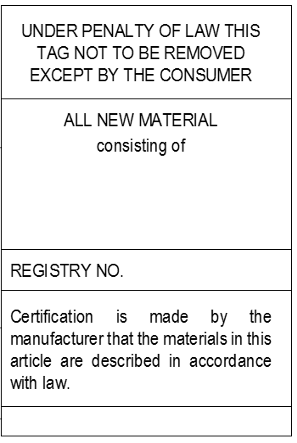 UNDER PENALTY OF LAW THIS
TAG NOT TO BE REMOVED
EXCEPT BY THE CONSUMER
ALL NEW MATERIAL
consisting of
REGISTRY NO.
Certification is made by the
manufacturer that the materials in this
article are described in accordance
with law.